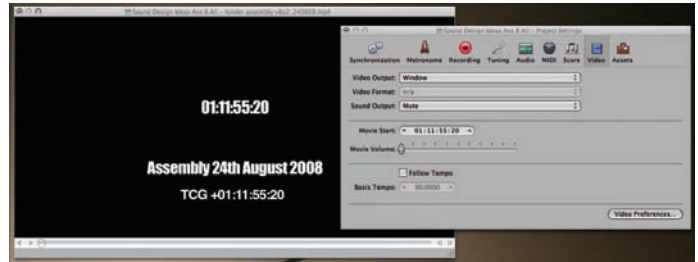 Sound Design Ideas Ass 8 All - tender assembly v8s2_240808.mp4
01:11:55:20
Assembly 24th August 2008
TCG +01:11:55:20
Sound Design Ideas Ass 8 All - Project Settings
Synchronization Metronome Recording Tuning Audio MIDI Score Video Assets
Video Output: Window
Video Format: n/a
Sound Output: Mute
Movie Start: 01:11:55:20
Movie Volume:
Follow Tempo
Basis Tempo: 90.0000
Video Preferences...